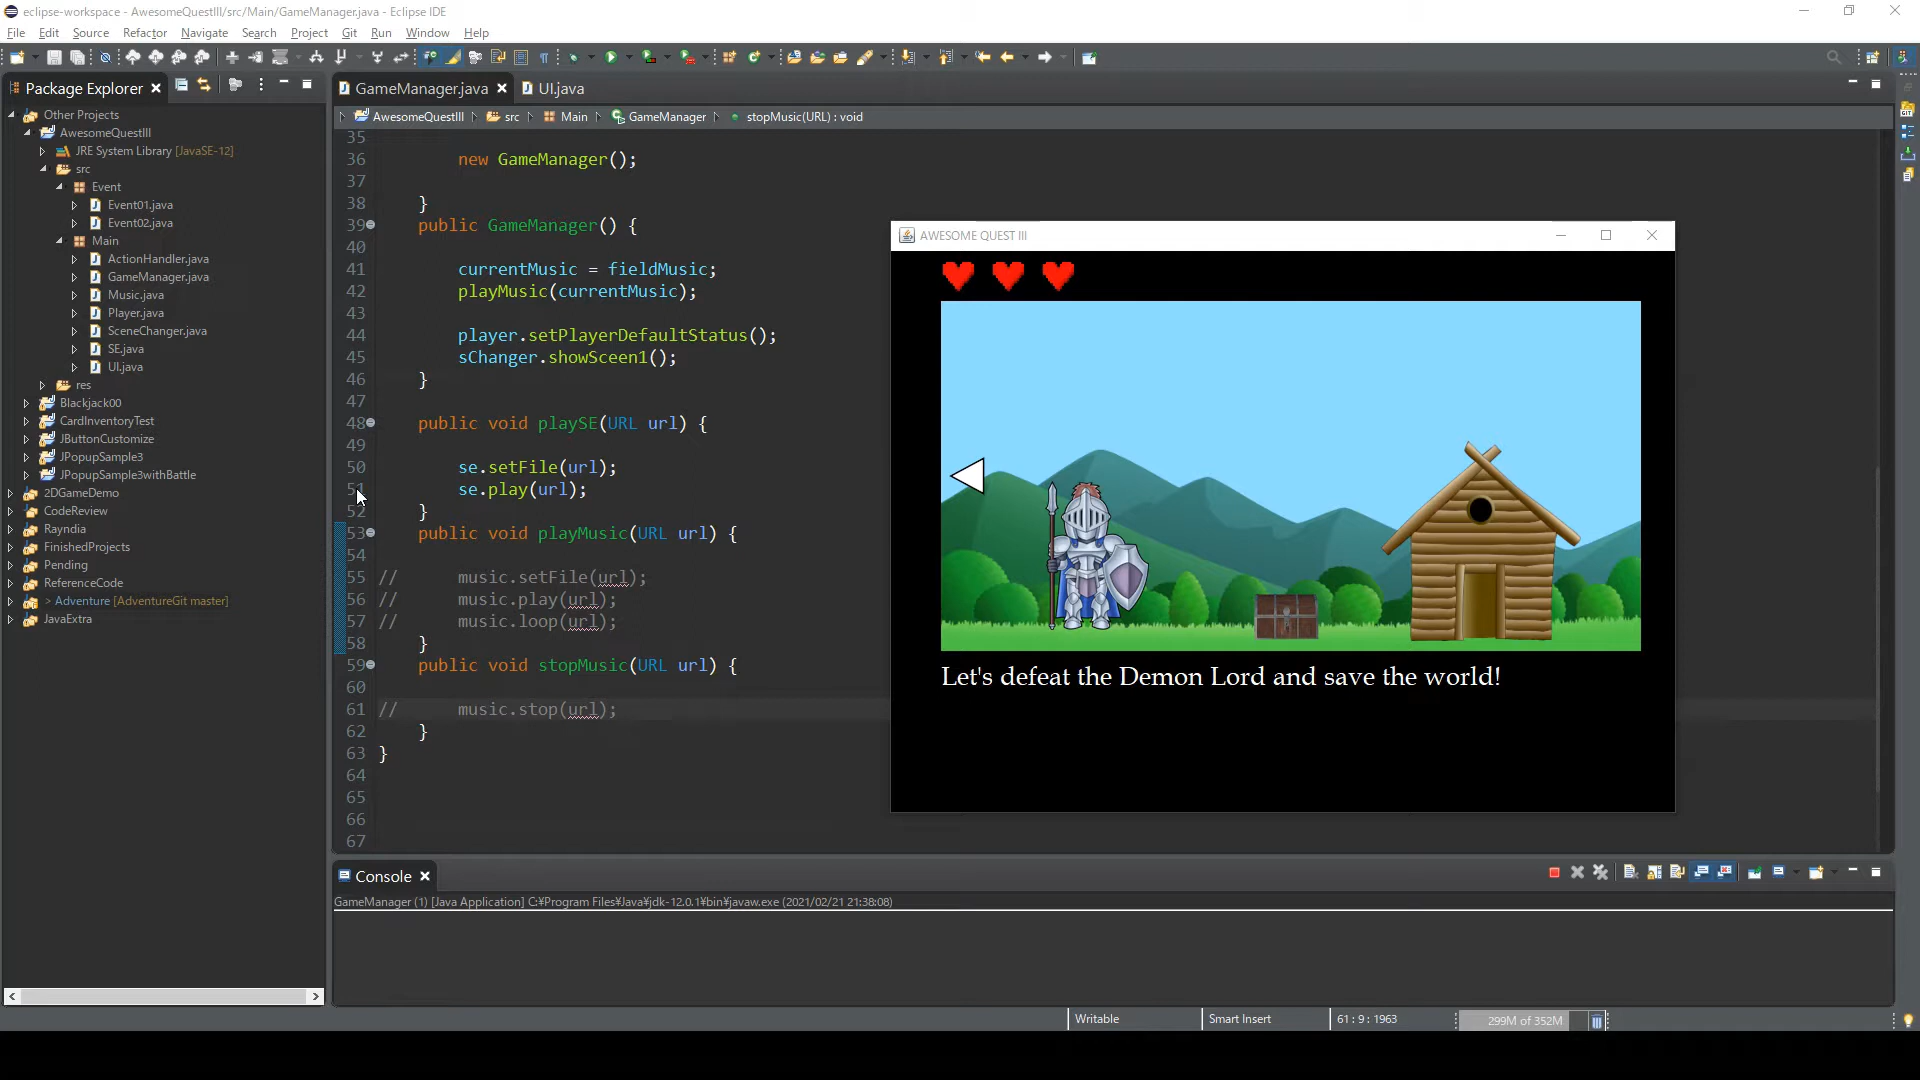 eclipse-workspace - AwesomeQuestIII/src/Main/GameManager.java - Eclipse IDE
File Edit Source Refactor Navigate Search Project Git Run Window Help
Package Explorer
GameManager.java UI.java
AwesomeQuestIII src Main GameManager stopMusic(URL) : void
Other Projects
AwesomeQuestIII
JRE System Library [JavaSE-12]
src
Event
Event01.java
Event02.java
Main
ActionHandler.java
GameManager.java
Music.java
Player.java
SceneChanger.java
SE.java
UI.java
res
Blackjack00
CardInventoryTest
JButtonCustomize
JPopupSample3
JPopupSample3withBattle
2DGameDemo
CodeReview
Rayndia
FinishedProjects
Pending
ReferenceCode
> Adventure [AdventureGit master]
JavaExtra
35
36 new GameManager();
37
38 }
39 public GameManager() {
40
41 currentMusic = fieldMusic;
42 playMusic(currentMusic);
43
44 player.setPlayerDefaultStatus();
45 sChanger.showSceen1();
46 }
47
48 public void playSE(URL url) {
49
50 se.setFile(url);
51 se.play(url);
52 }
53 public void playMusic(URL url) {
54
55 // music.setFile(url);
56 // music.play(url);
57 // music.loop(url);
58 }
59 public void stopMusic(URL url) {
60
61 // music.stop(url);
62 }
63 }
64
65
66
67
AWESOME QUEST III
Let's defeat the Demon Lord and save the world!
Console
GameManager (1) [Java Application] C:¥Program Files¥Java¥jdk-12.0.1¥bin¥javaw.exe (2021/02/21 21:38:08)
Writable Smart Insert 61 : 9 : 1963 299M of 352M